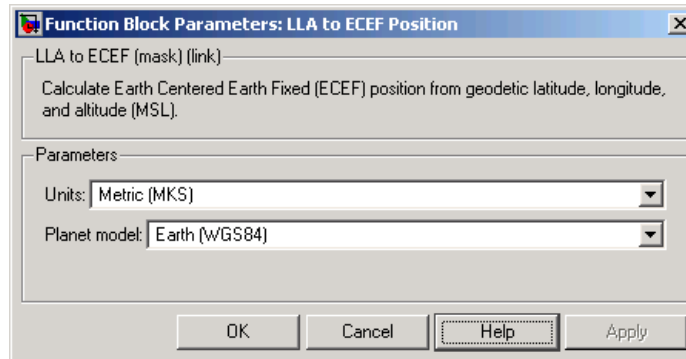 Function Block Parameters: LLA to ECEF Position
LLA to ECEF (mask) (link)
Calculate Earth Centered Earth Fixed (ECEF) position from geodetic latitude, longitude,
and altitude (MSL).
Parameters
Units: Metric (MKS)
Planet model: Earth (WGS84)
OK Cancel Help Apply